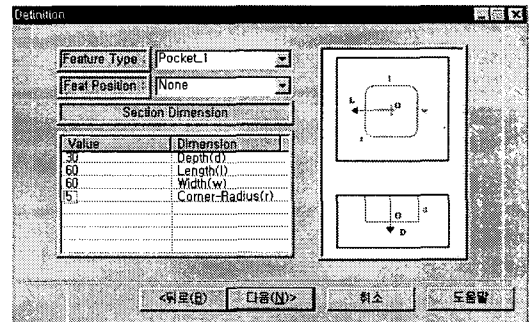 Definition
Feature Type : Pocket_1
Feat Position : None
Section Dimension
Value Dimension
30 Depth(d)
60 Length(l)
60 Width(w)
5 Corner-Radius(r)
l
L O w
r
O d
D
<뒤로(B) 다음(N)> 취소 도움말